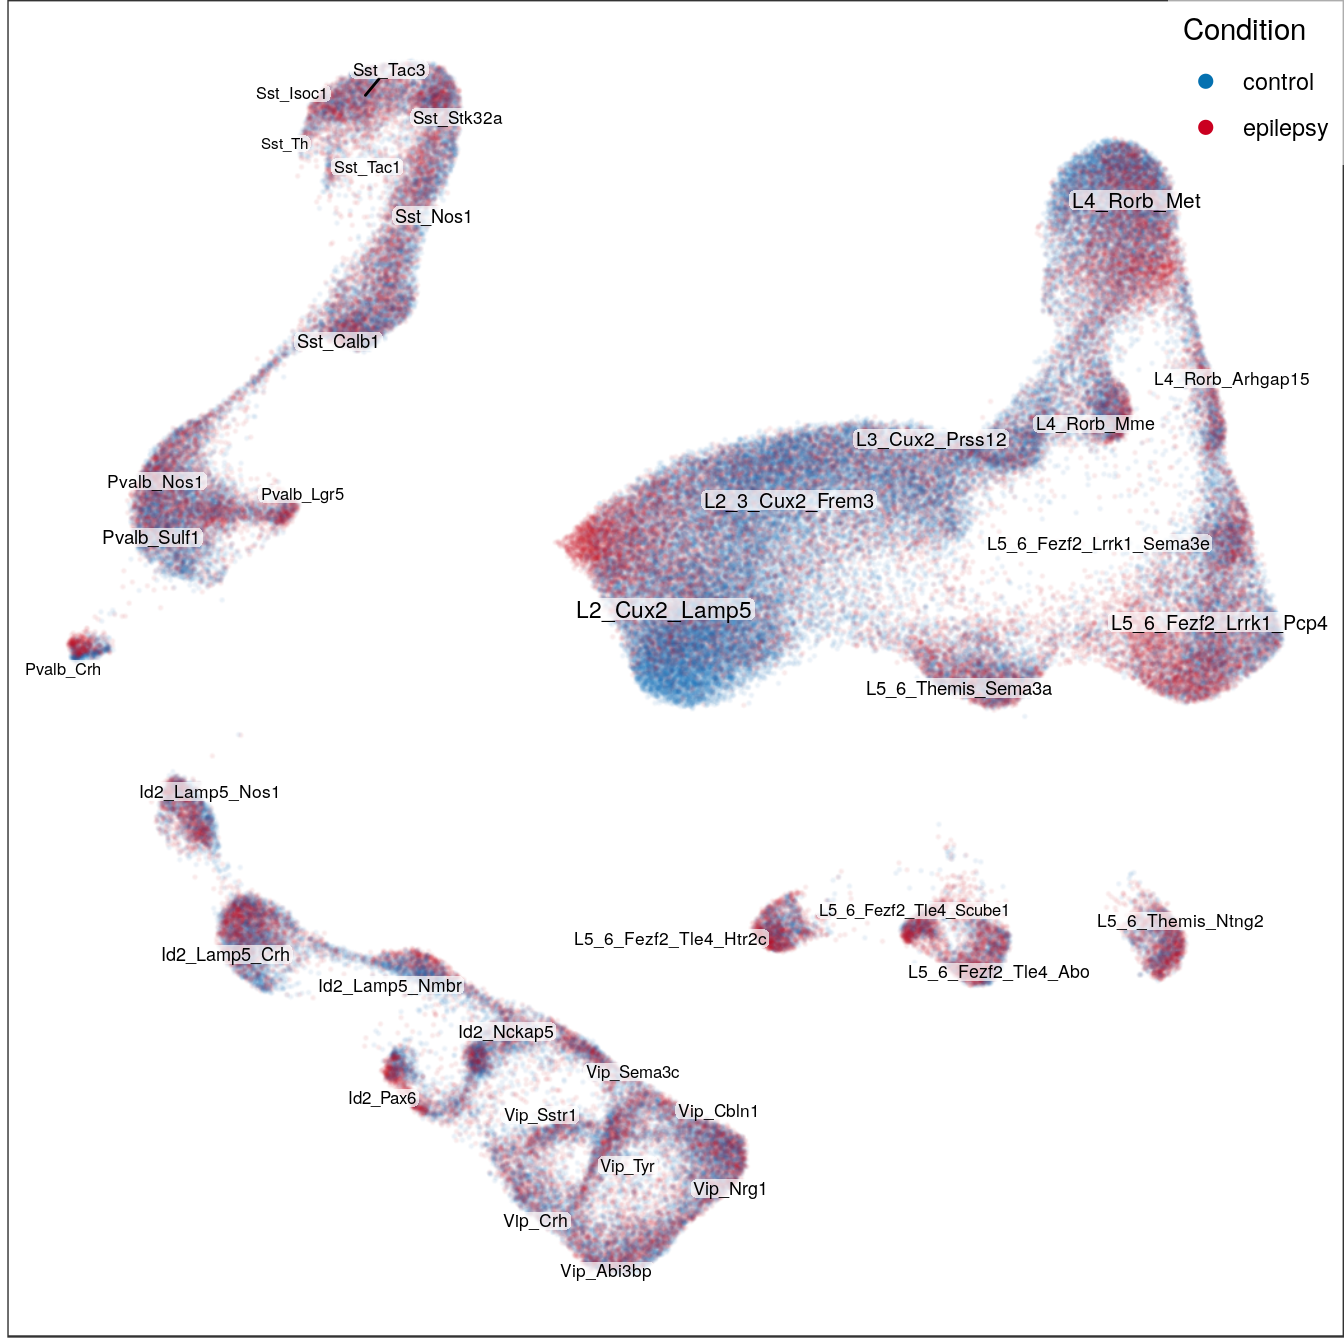 Condition
control
epilepsy
Sst_Tac3
Sst_Isoc1
Sst_Stk32a
Sst_Th
Sst_Tac1
L4_Rorb_Met
Sst_Nos1
Sst_Calb1
L4_Rorb_Arhgap15
L4_Rorb_Mme
L3_Cux2_Prss12
Pvalb_Nos1
Pvalb_Lgr5
L2_3_Cux2_Frem3
Pvalb_Sulf1
L5_6_Fezf2_Lrrk1_Sema3e
L2_Cux2_Lamp5
L5_6_Fezf2_Lrrk1_Pcp4
Pvalb_Crh
L5_6_Themis_Sema3a
Id2_Lamp5_Nos1
L5_6_Fezf2_Tle4_Scube1
L5_6_Themis_Ntng2
L5_6_Fezf2_Tle4_Htr2c
Id2_Lamp5_Crh
L5_6_Fezf2_Tle4_Abo
Id2_Lamp5_Nmbr
Id2_Nckap5
Vip_Sema3c
Id2_Pax6
Vip_Sstr1
Vip_Cbln1
Vip_Tyr
Vip_Nrg1
Vip_Crh
Vip_Abi3bp